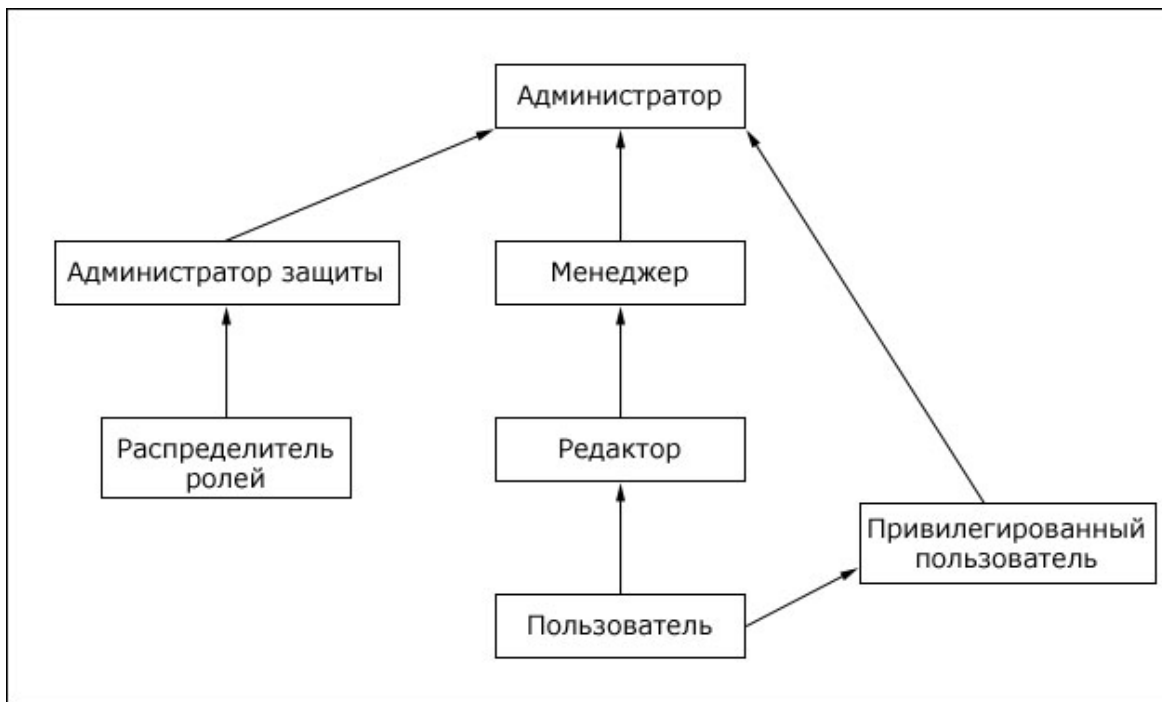 Администратор
Администратор защиты
Менеджер
Распределитель
ролей
Редактор
Привилегированный
пользователь
Пользователь